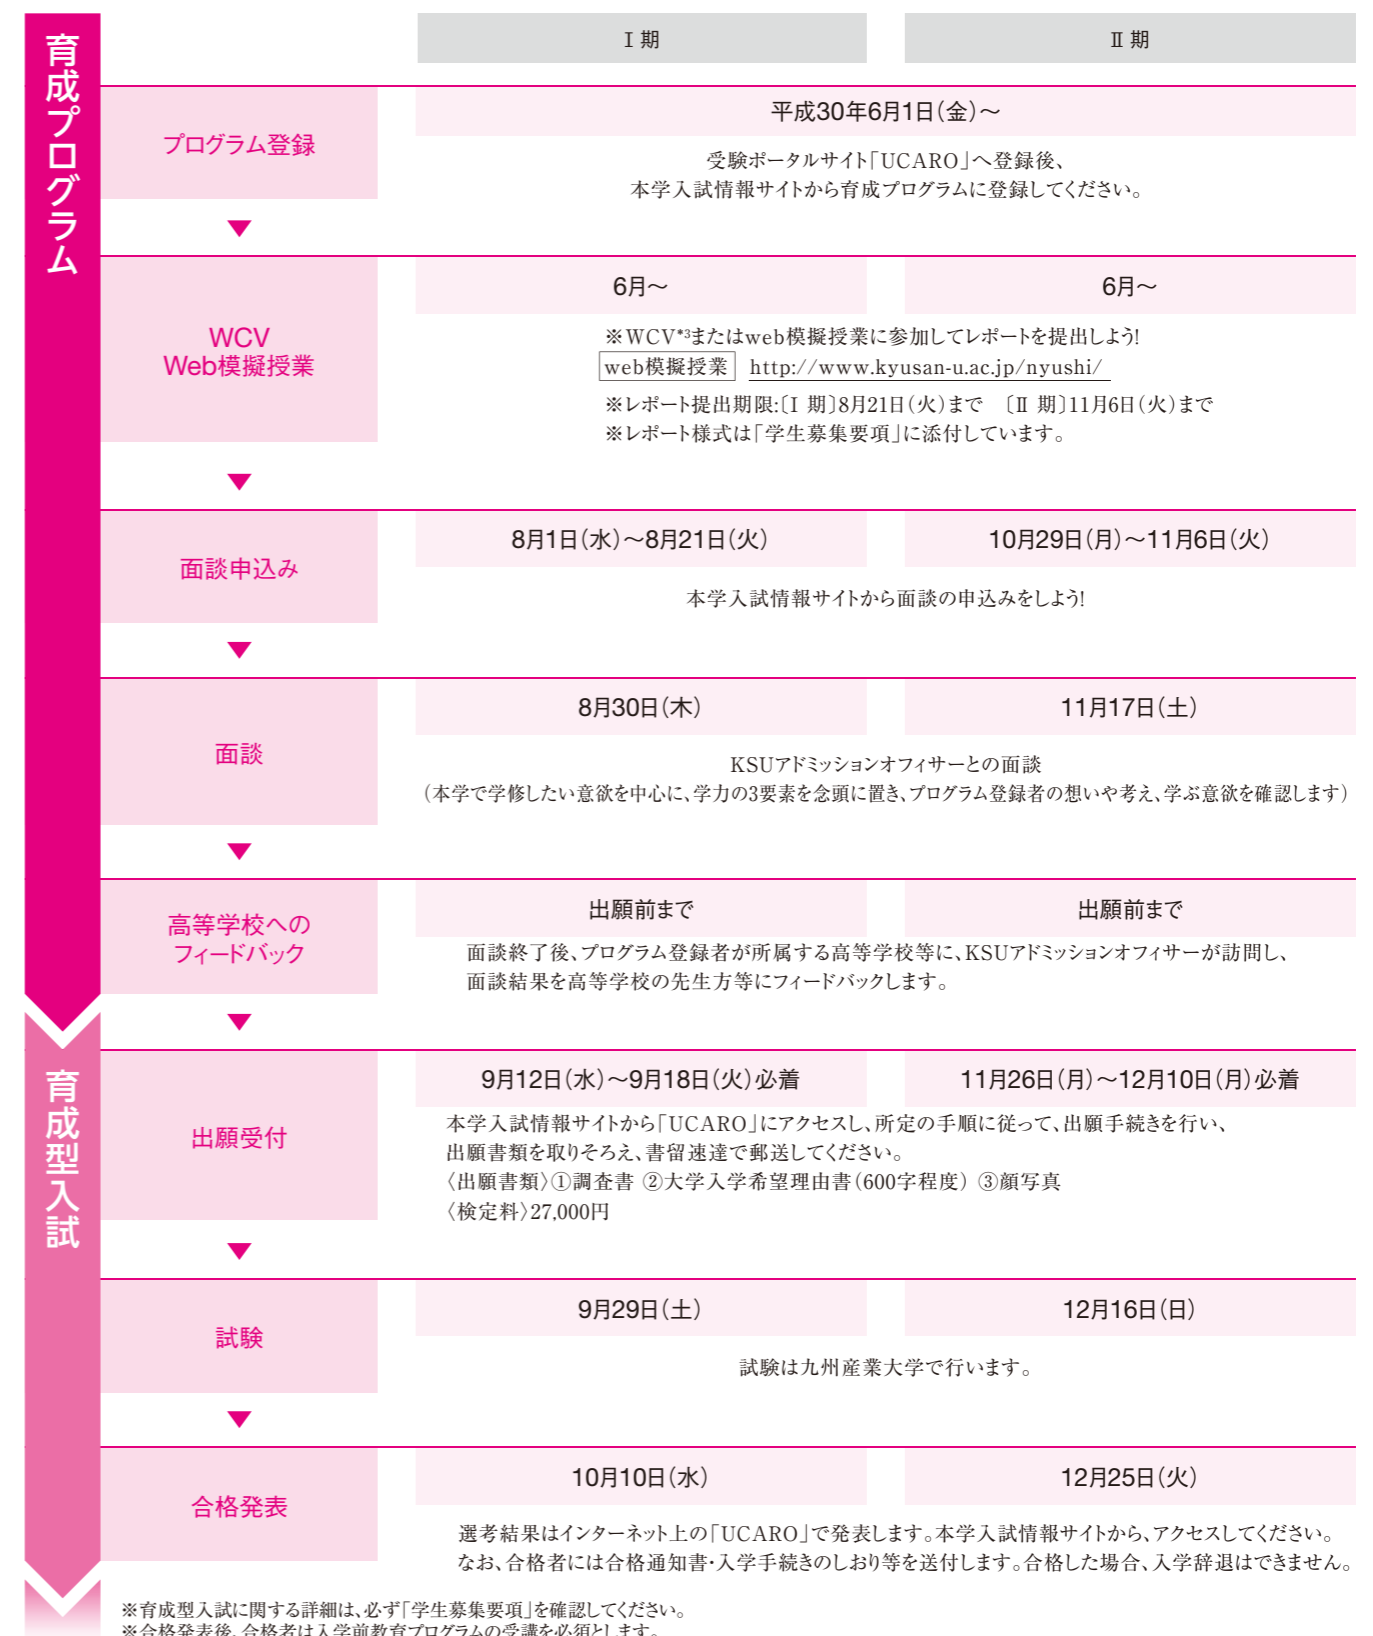 育成プログラム
Ⅰ 期
Ⅱ 期
プログラム登録
平成30年6月1日（金）～
受験ポータルサイト「UCARO」へ登録後、
本学入試情報サイトから育成プログラムに登録してください。
▼
WCV
Web模擬授業
6月～
6月～
※WCV*3またはweb模擬授業に参加してレポートを提出しよう!
web模擬授業 http://www.kyusan-u.ac.jp/nyushi/
※レポート提出期限:〔Ⅰ 期〕8月21日（火）まで 〔Ⅱ 期〕11月6日（火）まで
※レポート様式は「学生募集要項」に添付しています。
▼
面談申込み
8月1日（水）～8月21日（火）
10月29日（月）～11月6日（火）
本学入試情報サイトから面談の申込みをしよう!
▼
面談
8月30日（木）
11月17日（土）
KSUアドミッションオフィサーとの面談
（本学で学修したい意欲を中心に、学力の3要素を念頭に置き、プログラム登録者の想いや考え、学ぶ意欲を確認します）
▼
高等学校への
フィードバック
出願前まで
出願前まで
面談終了後、プログラム登録者が所属する高等学校等に、KSUアドミッションオフィサーが訪問し、
面談結果を高等学校の先生方等にフィードバックします。
▼
育成型入試
出願受付
9月12日（水）～9月18日（火）必着
11月26日（月）～12月10日（月）必着
本学入試情報サイトから「UCARO」にアクセスし、所定の手順に従って、出願手続きを行い、
出願書類を取りそろえ、書留速達で郵送してください。
〈出願書類〉①調査書 ②大学入学希望理由書（600字程度） ③顔写真
〈検定料〉27,000円
▼
試験
9月29日（土）
12月16日（日）
試験は九州産業大学で行います。
▼
合格発表
10月10日（水）
12月25日（火）
選考結果はインターネット上の「UCARO」で発表します。本学入試情報サイトから、アクセスしてください。
なお、合格者には合格通知書・入学手続きのしおり等を送付します。合格した場合、入学辞退はできません。
※育成型入試に関する詳細は、必ず「学生募集要項」を確認してください。
※合格発表後、合格者は入学前教育プログラムの受講を必須とします。